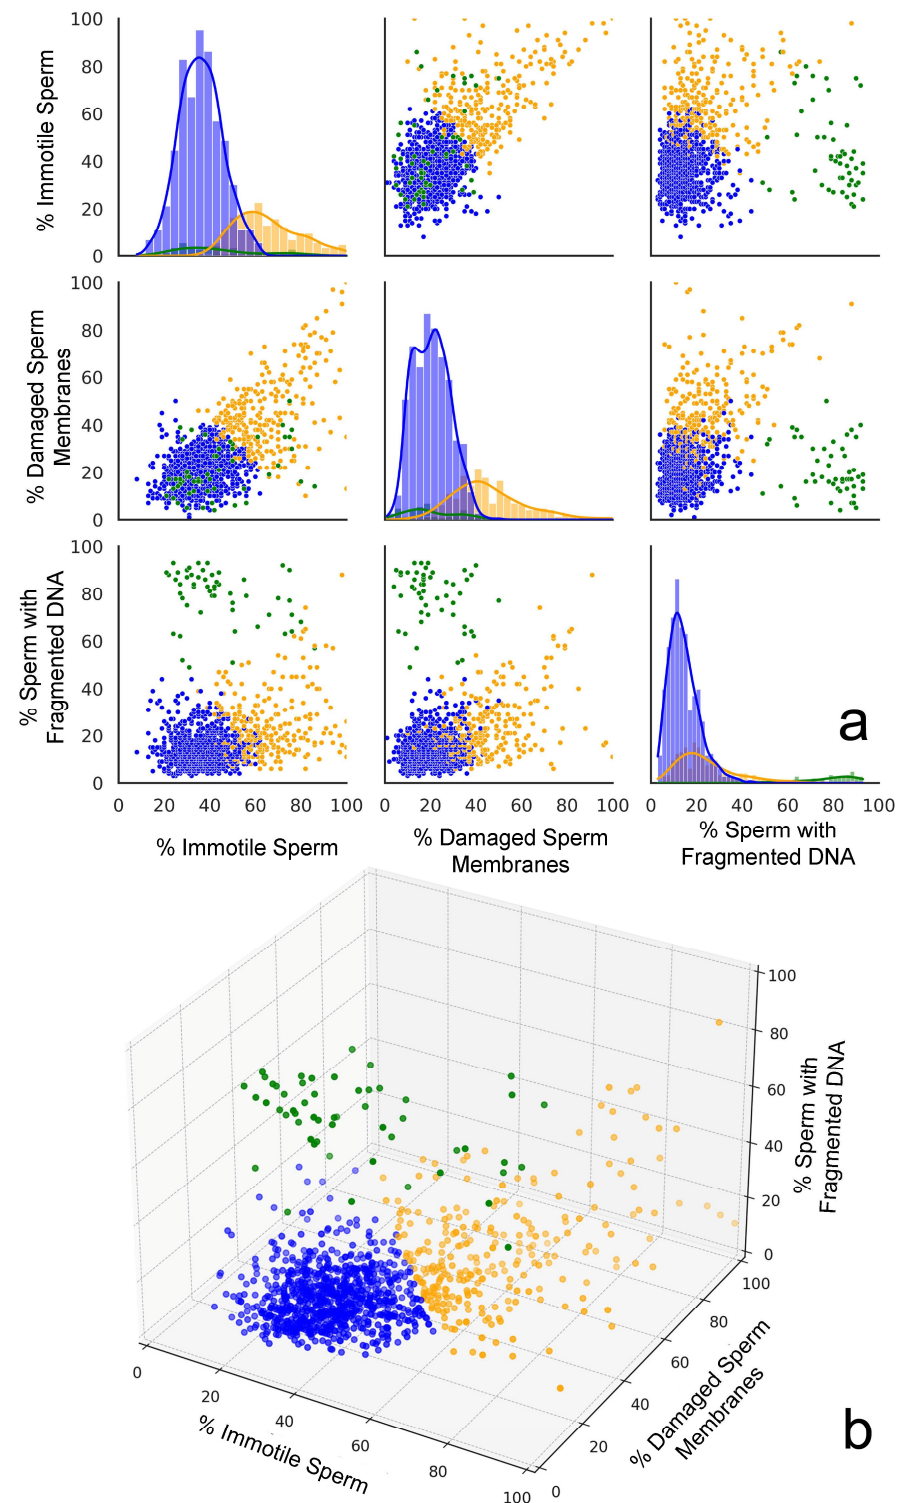 100
80
60
40
20
0
% Immotile Sperm
100
80
60
40
20
0
% Damaged Sperm
Membranes
100
80
60
40
20
0
% Sperm with
Fragmented DNA
a
0 20 40 60 80 100
0 20 40 60 80 100
0 20 40 60 80 100
% Immotile Sperm
% Damaged Sperm
Membranes
% Sperm with
Fragmented DNA
100
80
60
40
20
0
% Sperm with
Fragmented DNA
100
80
60
40
20
0
% Damaged Sperm
Membranes
0
20
40
60
80
100
% Immotile Sperm
b